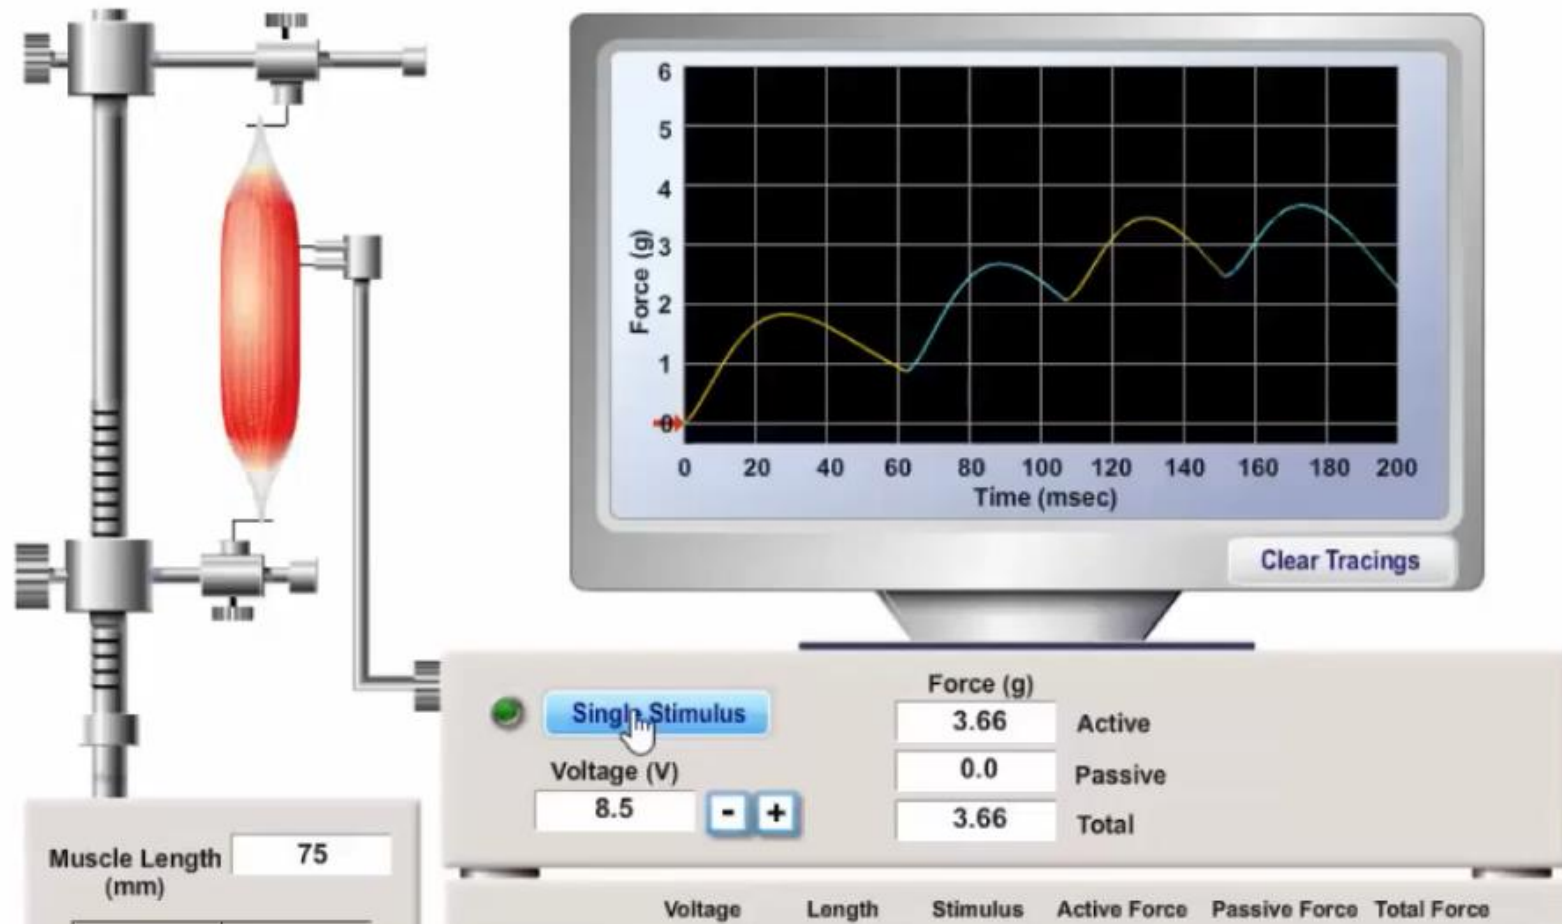 6
5
4
3
2
1
0
Force (g)
0 20 40 60 80 100 120 140 160 180 200
Time (msec)
Clear Tracings
Single Stimulus
Voltage (V)
8.5
- +
Force (g)
3.66 Active
0.0 Passive
3.66 Total
Muscle Length 75
(mm)
Voltage Length Stimulus Active Force Passive Force Total Force